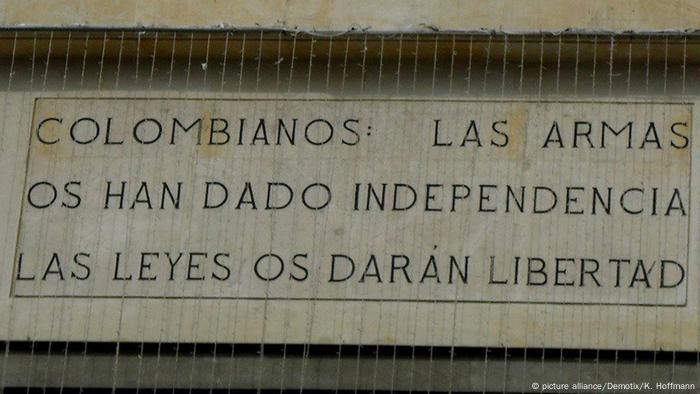 COLOMBIANOS: LAS ARMAS
OS HAN DADO INDEPENDENCIA
LAS LEYES OS DARÁN LIBERTAD
© picture alliance/Demotix/K. Hoffmann